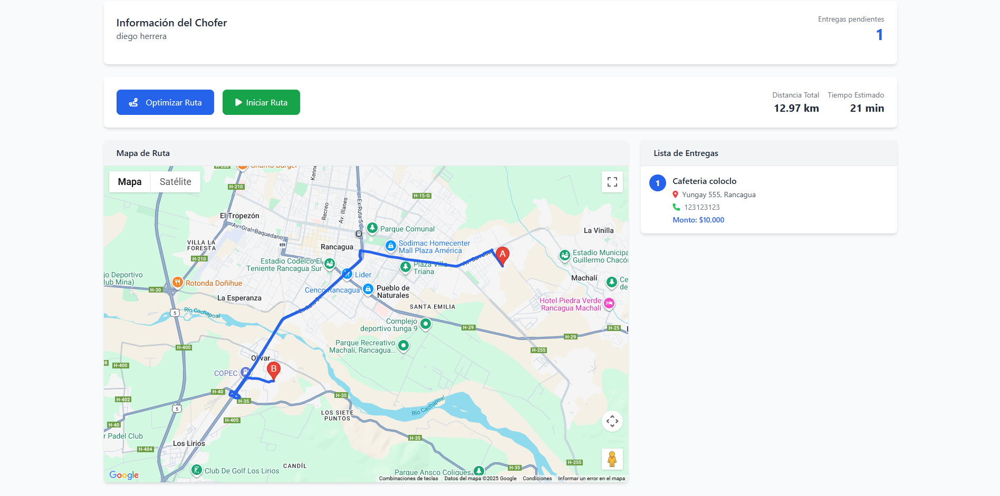 Información del Chofer
diego herrera
Entregas pendientes
1
Optimizar Ruta
Iniciar Ruta
Distancia Total
12.97 km
Tiempo Estimado
21 min
Mapa de Ruta
Mapa
Satélite
H-210
H-15-G
Recreo
Av. Illanes
Ex Ruta 5
El Tropezón
Av. Gral. Baquedano
Parque Comunal
La Vinilla
VILLA LA
FORESTA
efe
Rancagua
Sodimac Homecenter
Mall Plaza América
H-210
Estadio Codelco El
Teniente Rancagua Sur
Plaza Villa
Triana
A
Estadio Municipa
Guillermo Chacón
jo Deportivo
lub Mina)
Lider
Machalí
Ce
de
Rotonda Doñihue
H-30
Cenco Rancagua
Pueblo de
Naturales
La Esperanza
SANTA EMILIA
Hotel Piedra Verde
Rancagua Machalí
5
Río Cachapoal
Ex Ruta 5
Complejo
deportivo tunga 9
H-29
H-25
H-29
Parque Recreativo
Machalí, Rancagua...
H-400
H-255
Olivar
H-400
B
COPEC
H-40
H-35
H-35
H-402
5
LOS SIETE
PUNTOS
Río Cachapoal
H-405
H-40
r Padel Club
H-35
Los Lirios
H-404
CANDÍL
Club De Golf Los Lirios
Parque Ansco Coligues
H-35
H-255
Google
Combinaciones de teclas
Datos del mapa ©2025 Google
Condiciones
Informar un error en el mapa
Lista de Entregas
1
Cafeteria coloclo
Yungay 555, Rancagua
123123123
Monto: $10,000